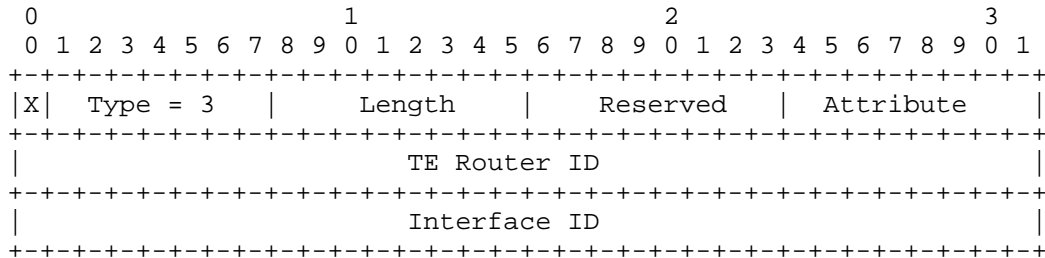 0                   1                   2                   3
 0 1 2 3 4 5 6 7 8 9 0 1 2 3 4 5 6 7 8 9 0 1 2 3 4 5 6 7 8 9 0 1
+-+-+-+-+-+-+-+-+-+-+-+-+-+-+-+-+-+-+-+-+-+-+-+-+-+-+-+-+-+-+-+-+
|X|  Type = 3   |     Length    |    Reserved   |  Attribute    |
+-+-+-+-+-+-+-+-+-+-+-+-+-+-+-+-+-+-+-+-+-+-+-+-+-+-+-+-+-+-+-+-+
|                        TE Router ID                           |
+-+-+-+-+-+-+-+-+-+-+-+-+-+-+-+-+-+-+-+-+-+-+-+-+-+-+-+-+-+-+-+-+
|                        Interface ID                           |
+-+-+-+-+-+-+-+-+-+-+-+-+-+-+-+-+-+-+-+-+-+-+-+-+-+-+-+-+-+-+-+-+